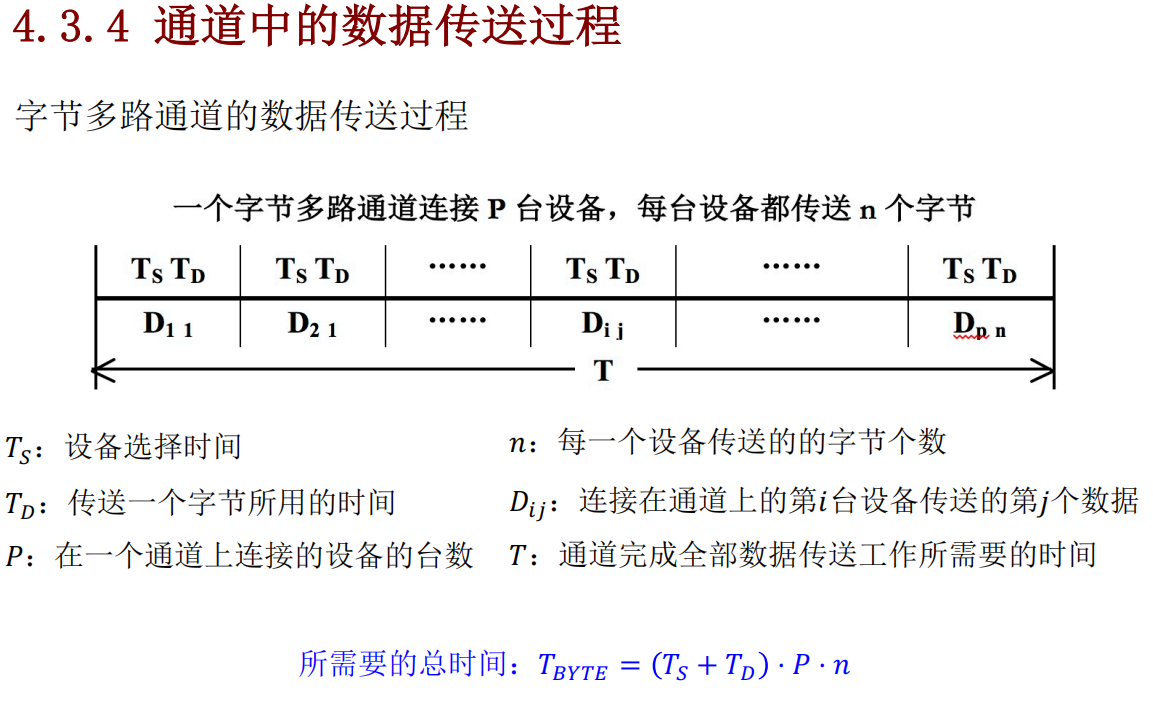 4.3.4 通道中的数据传送过程
字节多路通道的数据传送过程
一个字节多路通道连接 P 台设备，每台设备都传送 n 个字节
T_S T_D T_S T_D …… T_S T_D …… T_S T_D
D_{1 1} D_{2 1} …… D_{i j} …… D_{p n}
T
T_S：设备选择时间
n：每一个设备传送的的字节个数
T_D：传送一个字节所用的时间
D_{ij}：连接在通道上的第i台设备传送的第j个数据
P：在一个通道上连接的设备的台数
T：通道完成全部数据传送工作所需要的时间
所需要的总时间：T_{BYTE} = (T_S + T_D) · P · n